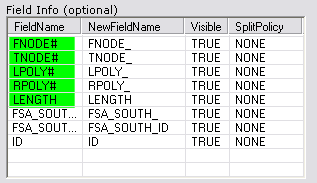 Field Info (optional)
FieldName NewFieldName Visible SplitPolicy
FNODE# FNODE_ TRUE NONE
TNODE# TNODE_ TRUE NONE
LPOLY# LPOLY_ TRUE NONE
RPOLY# RPOLY_ TRUE NONE
LENGTH LENGTH TRUE NONE
FSA_SOUT... FSA_SOUTH_ TRUE NONE
FSA_SOUT... FSA_SOUTH_ID TRUE NONE
ID ID TRUE NONE